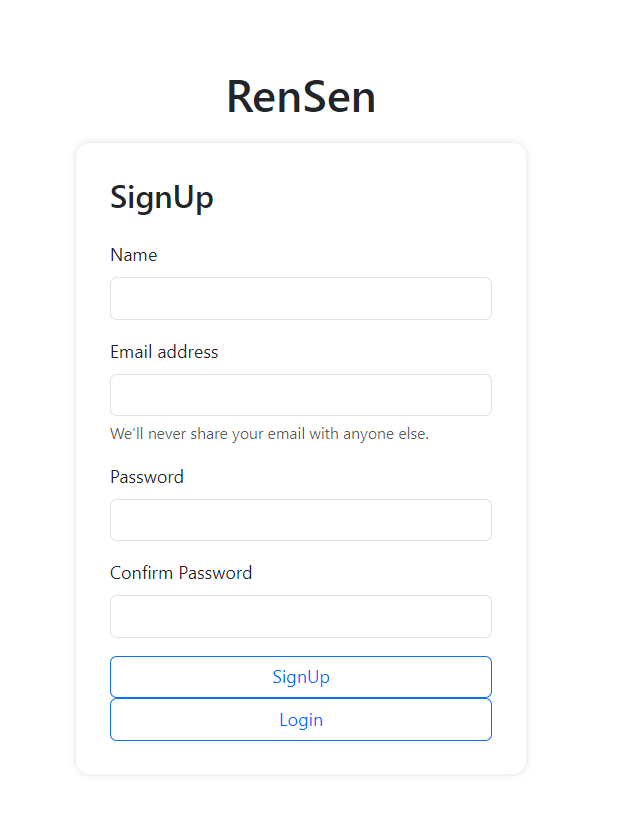 RenSen
SignUp
Name
Email address
We'll never share your email with anyone else.
Password
Confirm Password
SignUp
Login